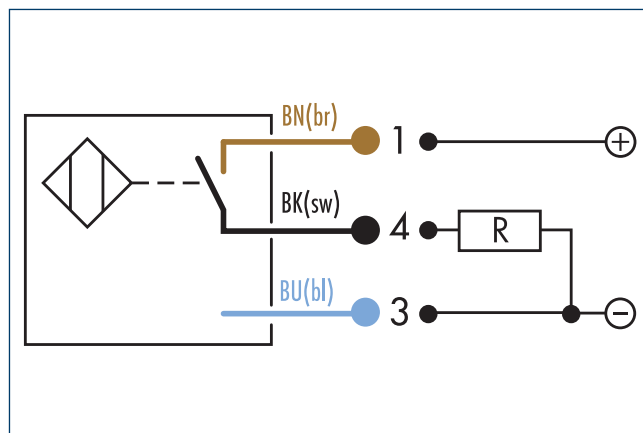 BN(br) 1 +
BK(sw) 4 R
BU(bl) 3 −